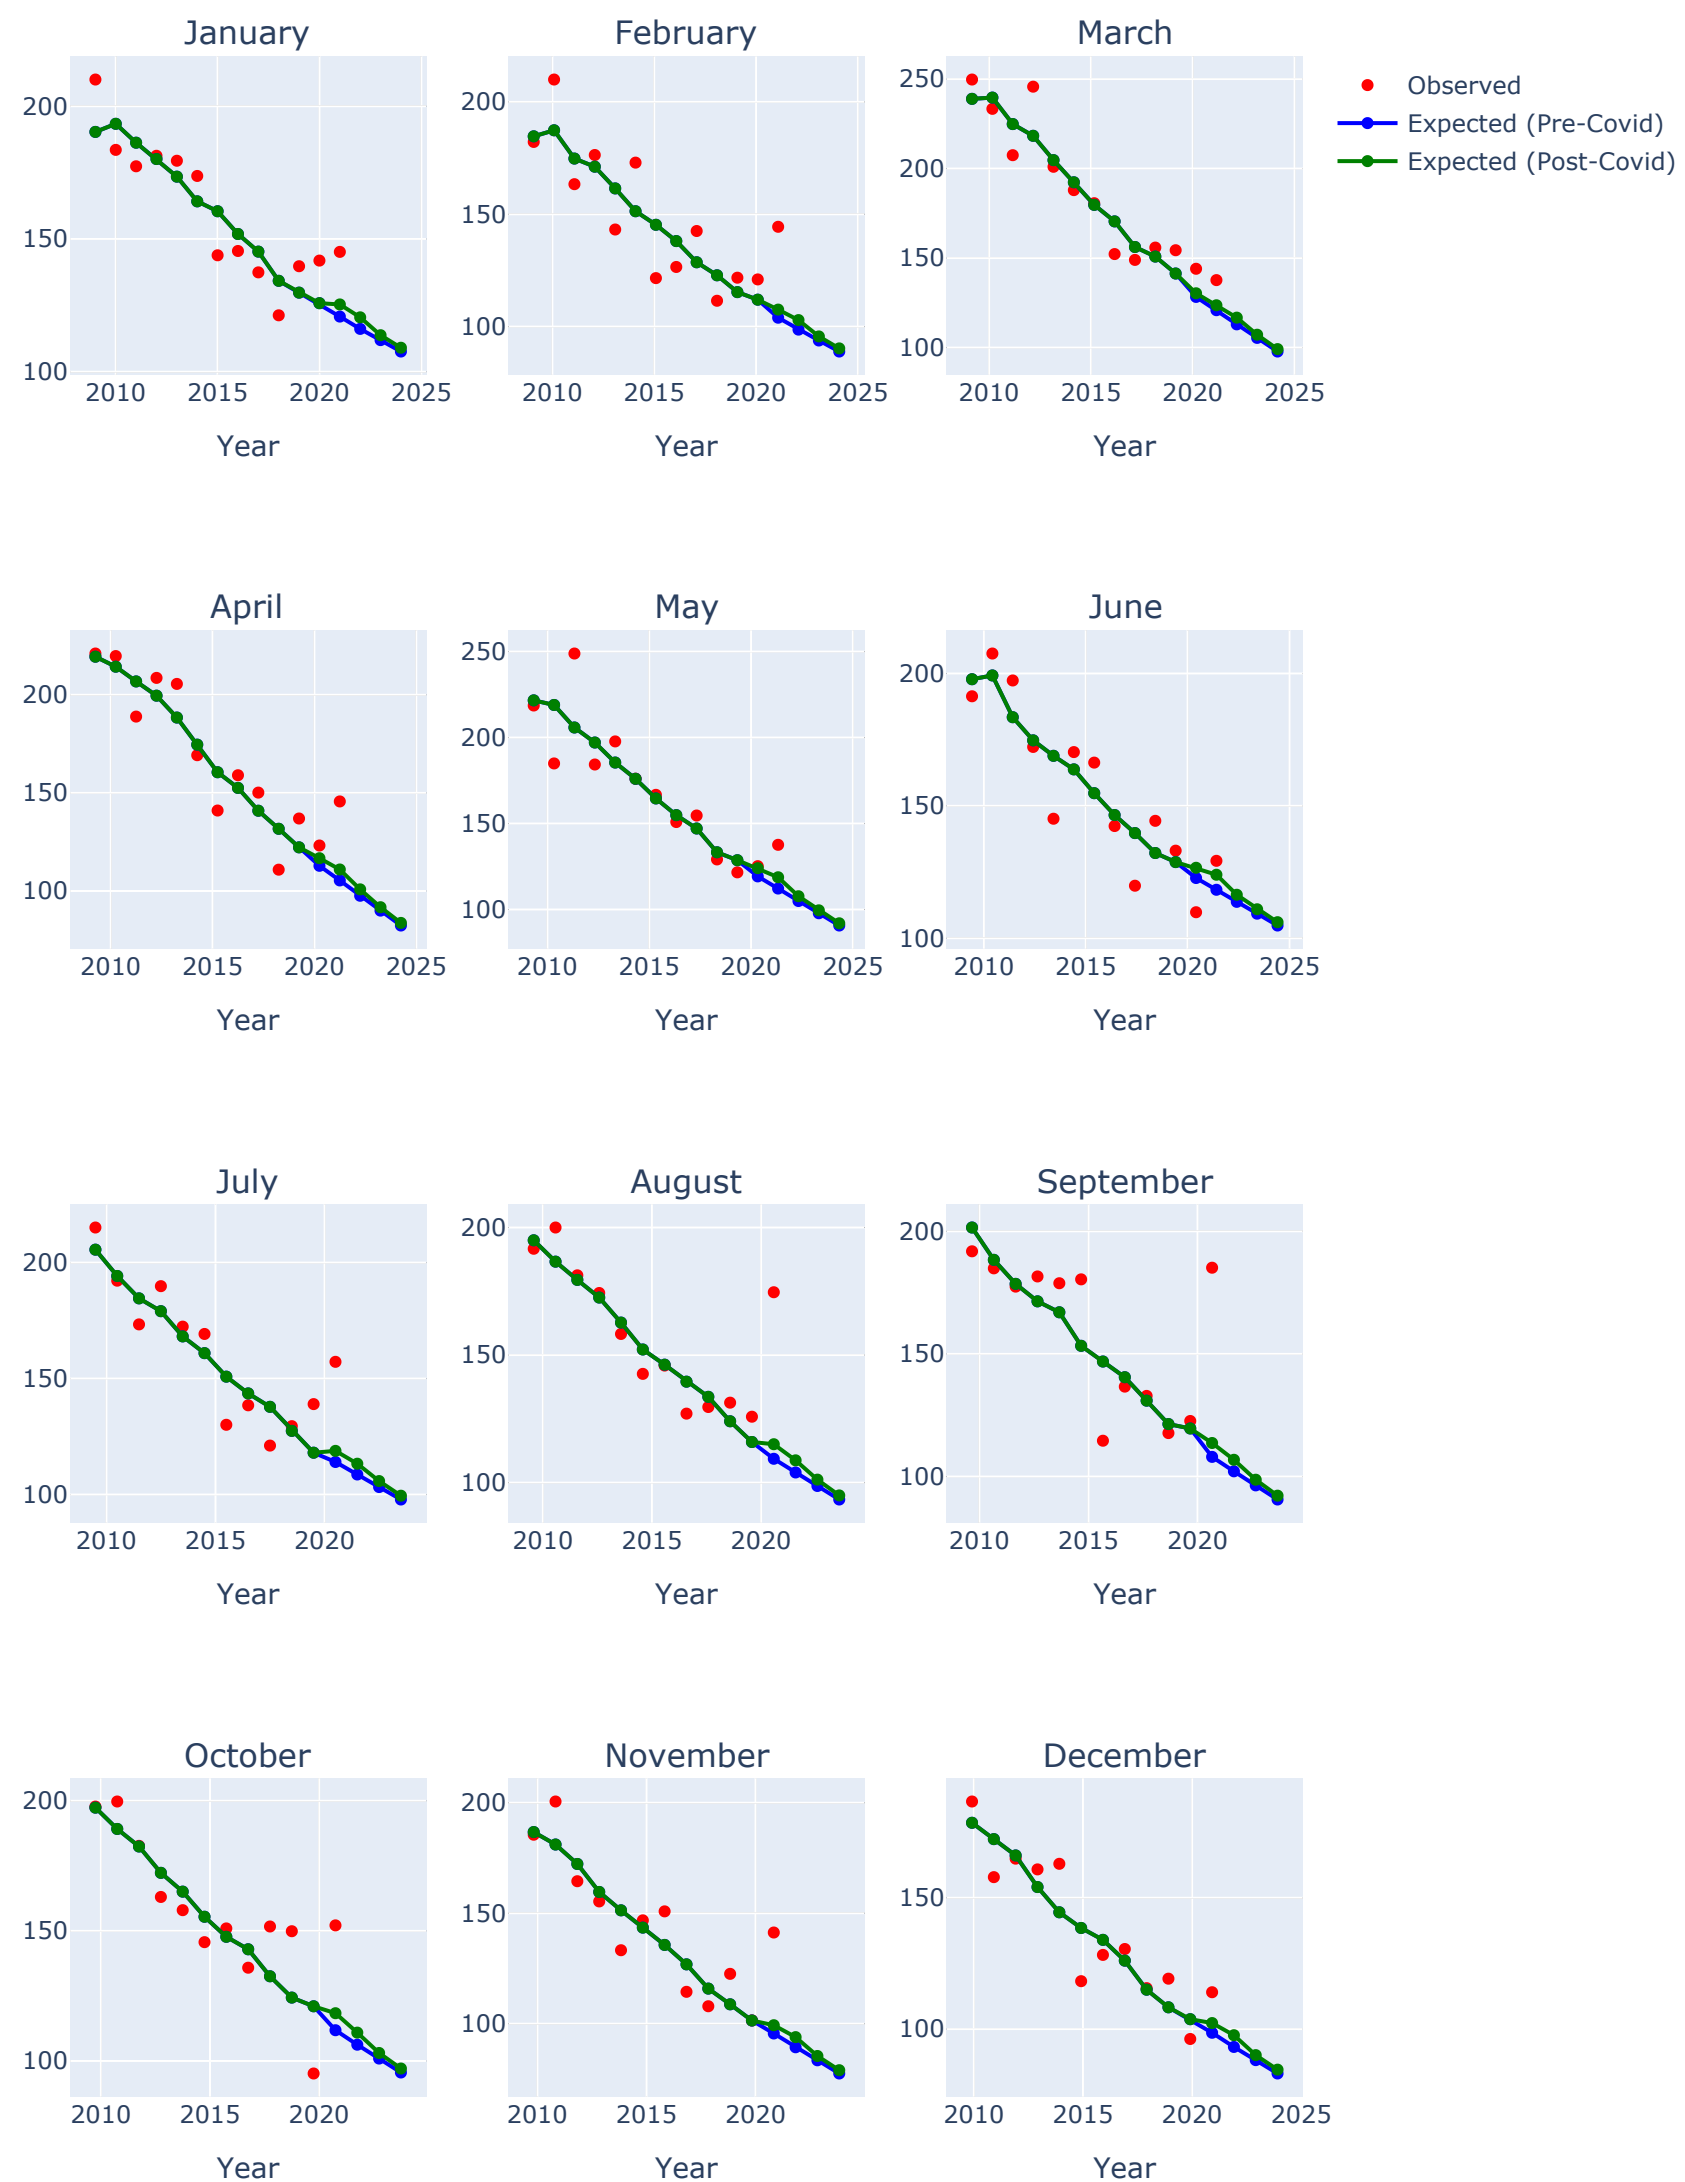 January
February
March
200
150
100
2010
2015
2020
2025
Year
200
150
100
2010
2015
2020
2025
Year
250
200
150
100
2010
2015
2020
2025
Year
Observed
Expected (Pre-Covid)
Expected (Post-Covid)
April
May
June
200
150
100
2010
2015
2020
2025
Year
250
200
150
100
2010
2015
2020
2025
Year
200
150
100
2010
2015
2020
2025
Year
July
August
September
200
150
100
2010
2015
2020
Year
200
150
100
2010
2015
2020
Year
200
150
100
2010
2015
2020
Year
October
November
December
200
150
100
2010
2015
2020
Year
200
150
100
2010
2015
2020
Year
150
100
2010
2015
2020
2025
Year